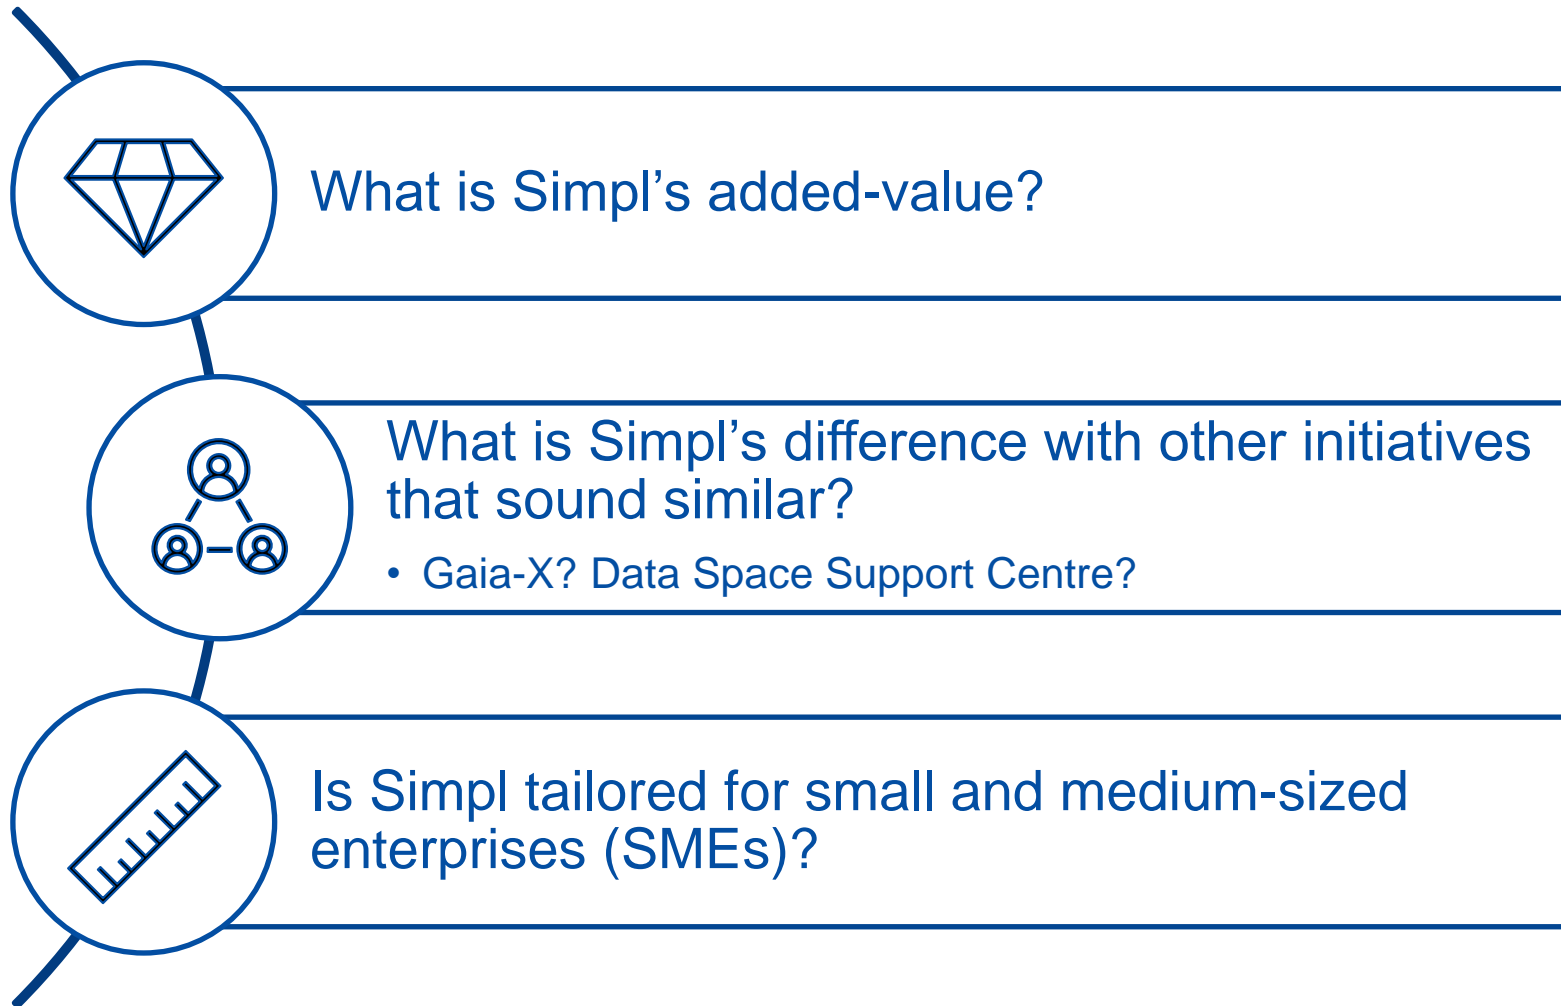 What is Simpl’s added-value?
What is Simpl’s difference with other initiatives
that sound similar?
• Gaia-X? Data Space Support Centre?
Is Simpl tailored for small and medium-sized
enterprises (SMEs)?